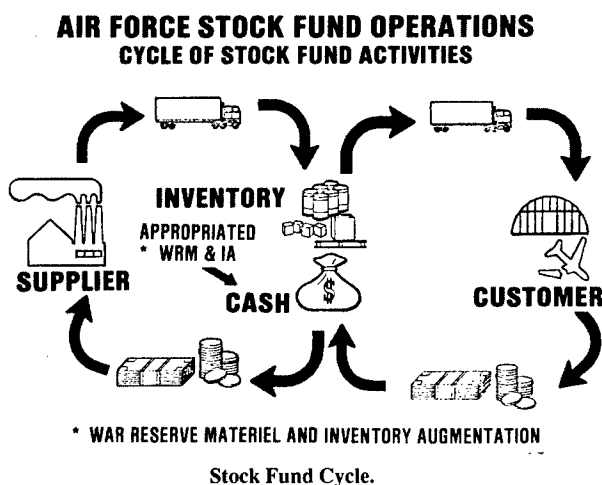 AIR FORCE STOCK FUND OPERATIONS
CYCLE OF STOCK FUND ACTIVITIES
INVENTORY
APPROPRIATED
* WRM & IA
SUPPLIER
CASH
$
CUSTOMER
* WAR RESERVE MATERIEL AND INVENTORY AUGMENTATION
Stock Fund Cycle.